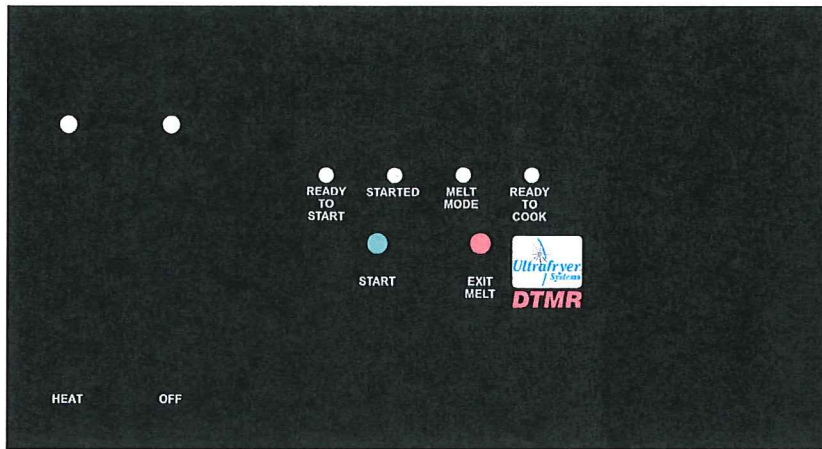 READY
TO
START
STARTED
MELT
MODE
READY
TO
COOK
START
EXIT
MELT
Ultrafryer
Systems
DTMR
HEAT
OFF